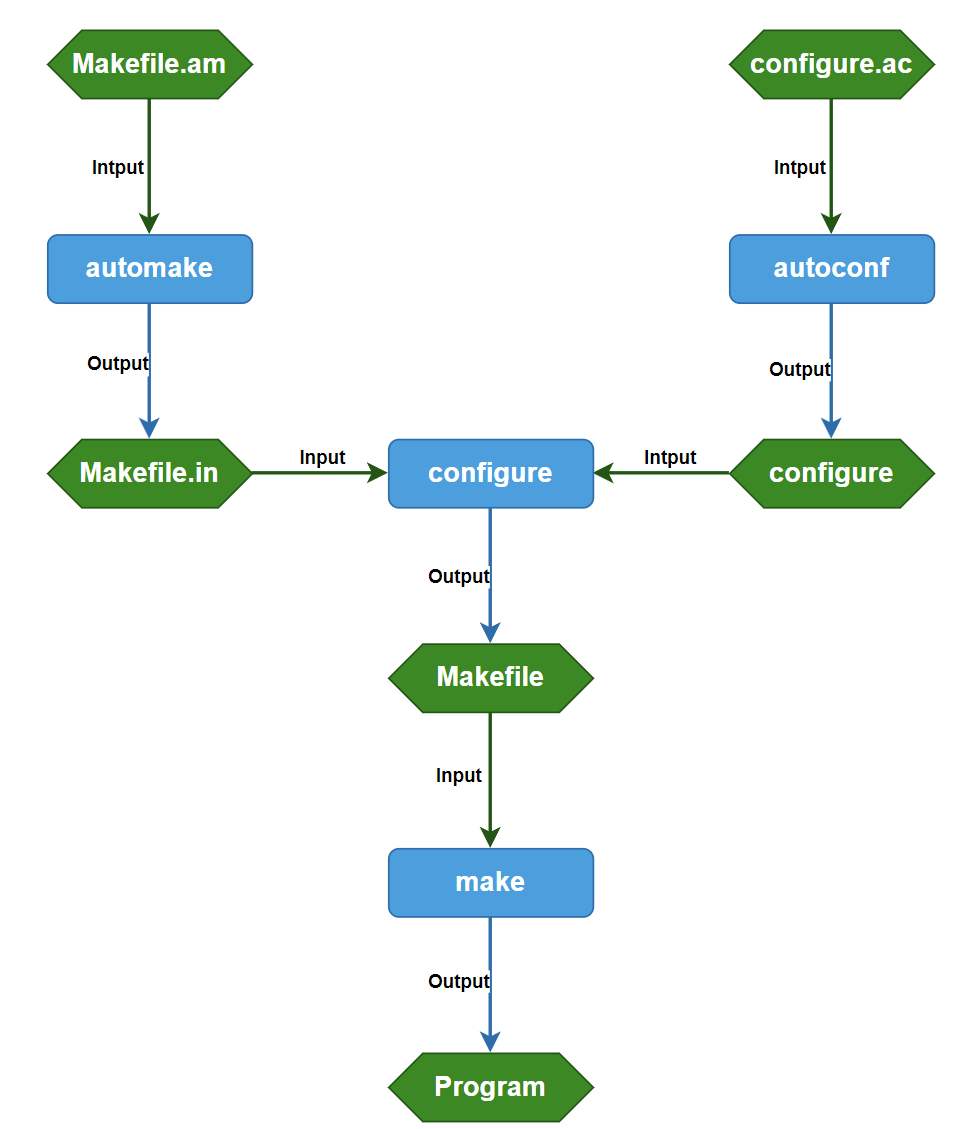 Makefile.am
configure.ac
Intput
Intput
automake
autoconf
Output
Output
Makefile.in
Input
configure
Intput
configure
Output
Makefile
Input
make
Output
Program